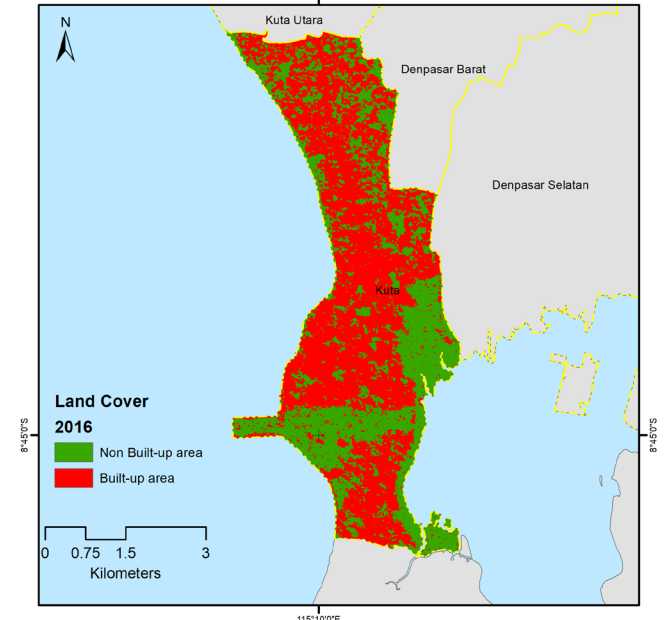 Kuta Utara
N
Denpasar Barat
Denpasar Selatan
Kuta
Land Cover
2016
Non Built-up area
Built-up area
8°45'0"S
8°45'0"S
0 0.75 1.5 3
Kilometers
115°10'0"E